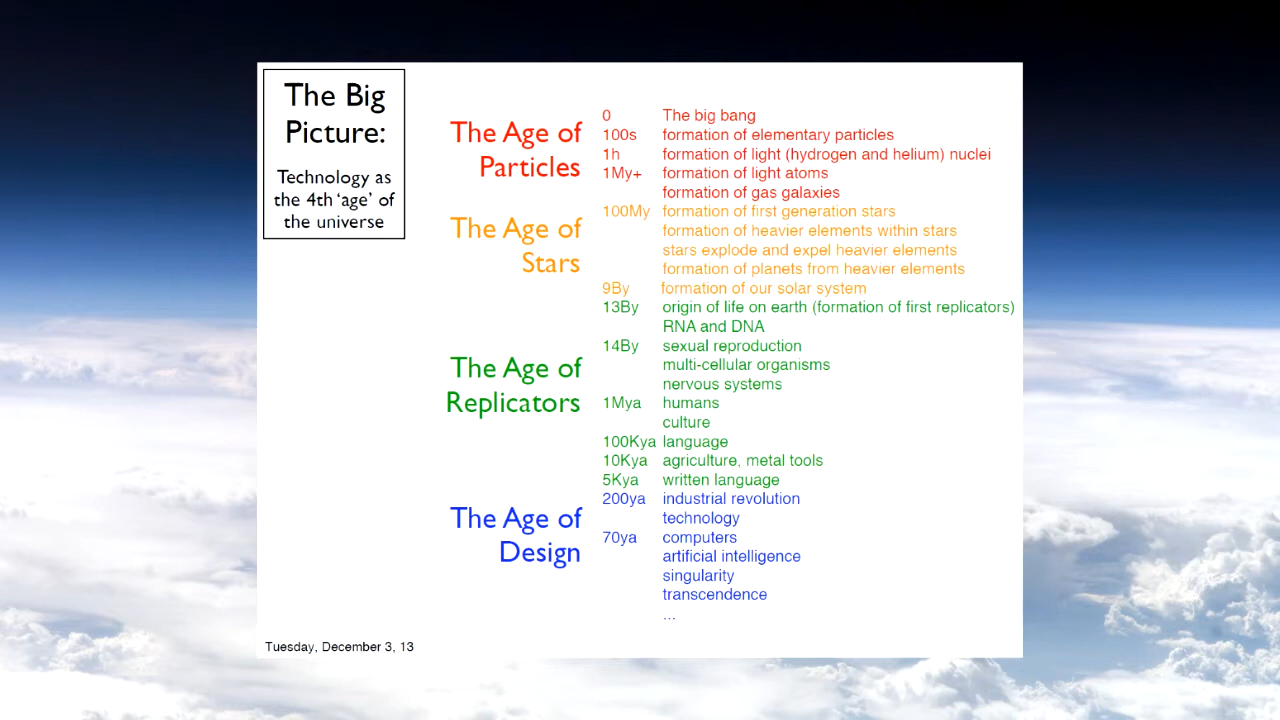 The Big
Picture:
Technology as
the 4th 'age' of
the universe
The Age of
Particles
0 The big bang
100s formation of elementary particles
1h formation of light (hydrogen and helium) nuclei
1My+ formation of light atoms
formation of gas galaxies
The Age of
Stars
100My formation of first generation stars
formation of heavier elements within stars
stars explode and expel heavier elements
formation of planets from heavier elements
9By formation of our solar system
The Age of
Replicators
13By origin of life on earth (formation of first replicators)
RNA and DNA
14By sexual reproduction
multi-cellular organisms
nervous systems
1Mya humans
culture
100Kya language
10Kya agriculture, metal tools
5Kya written language
The Age of
Design
200ya industrial revolution
technology
70ya computers
artificial intelligence
singularity
transcendence
...
Tuesday, December 3, 13